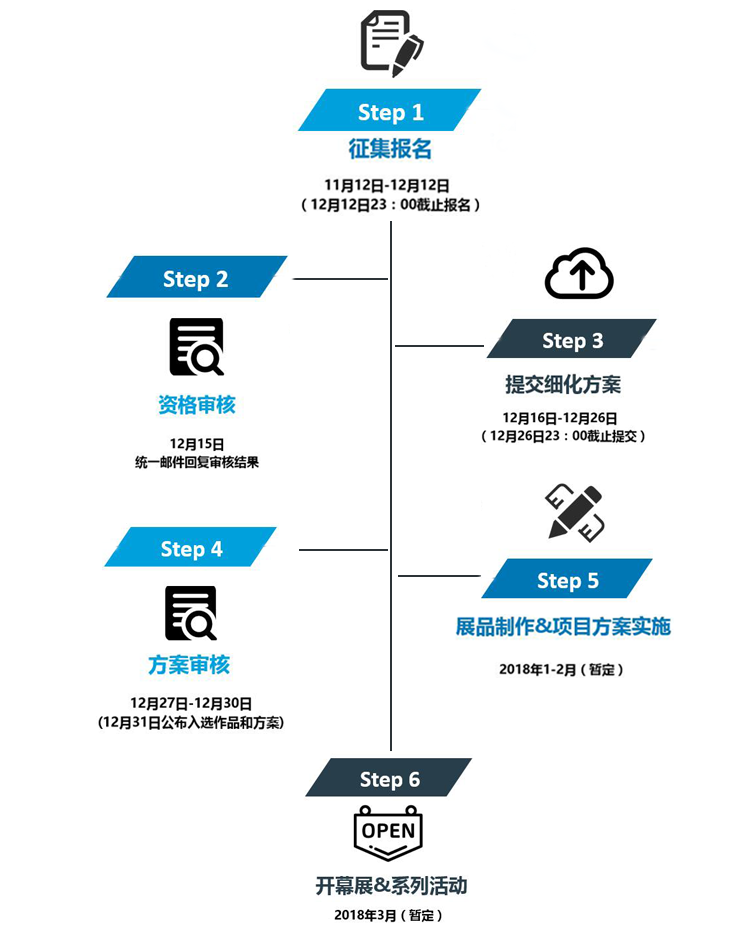 Step 1
征集报名
11月12日-12月12日
（12月12日23：00截止报名）
Step 2
资格审核
12月15日
统一邮件回复审核结果
Step 3
提交细化方案
12月16日-12月26日
（12月26日23：00截止提交）
Step 4
方案审核
12月27日-12月30日
(12月31日公布入选作品和方案)
Step 5
展品制作&项目方案实施
2018年1-2月（暂定）
Step 6
OPEN
开幕展&系列活动
2018年3月（暂定）